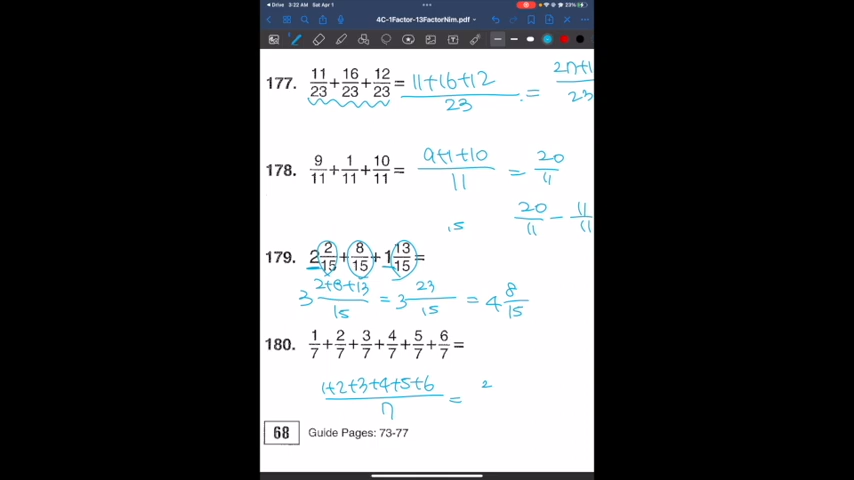 Drive 3:22 AM Sat Apr 1 ••• 23%
4C-1Factor-13FactorNim.pdf
177. 11/23 + 16/23 + 12/23 = 11+16+12/23 =
178. 9/11 + 1/11 + 10/11 = 9+1+10/11 = 20/11
20/11 - 11/11
15
179. 2 2/15 + 8/15 + 1 13/15 =
3 2+8+13/15 = 3 23/15 = 4 8/15
180. 1/7 + 2/7 + 3/7 + 4/7 + 5/7 + 6/7 =
1+2+3+4+5+6/7 = 2
68 Guide Pages: 73-77